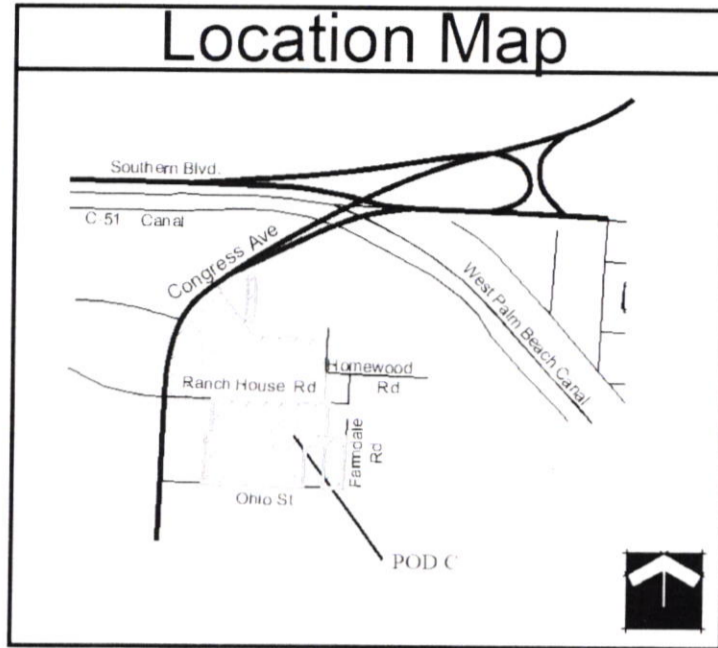 Location Map
Southern Blvd.
C 51 Canal
Congress Ave
West Palm Beach Canal
Homewood
Rd
Ranch House Rd
Farmdale
Rd
Ohio St
POD C